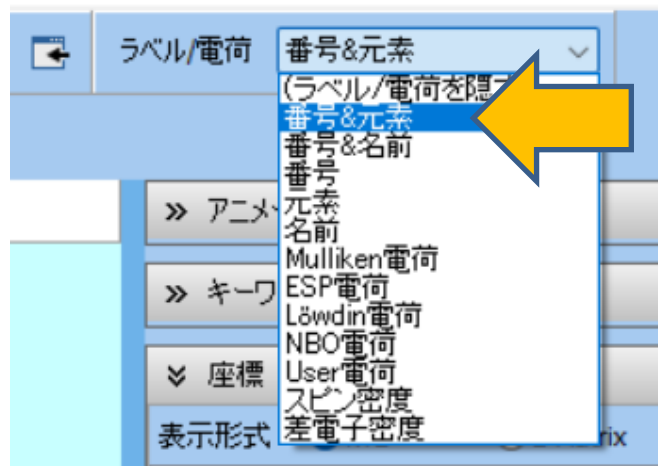 ラベル/電荷 番号&元素
(ラベル/電荷を隠す
番号&元素
番号&名前
番号
元素
名前
Mulliken電荷
ESP電荷
Löwdin電荷
NBO電荷
User電荷
スピン密度
差電子密度
» アニメ
» キーワ
座標
表示形式
rix